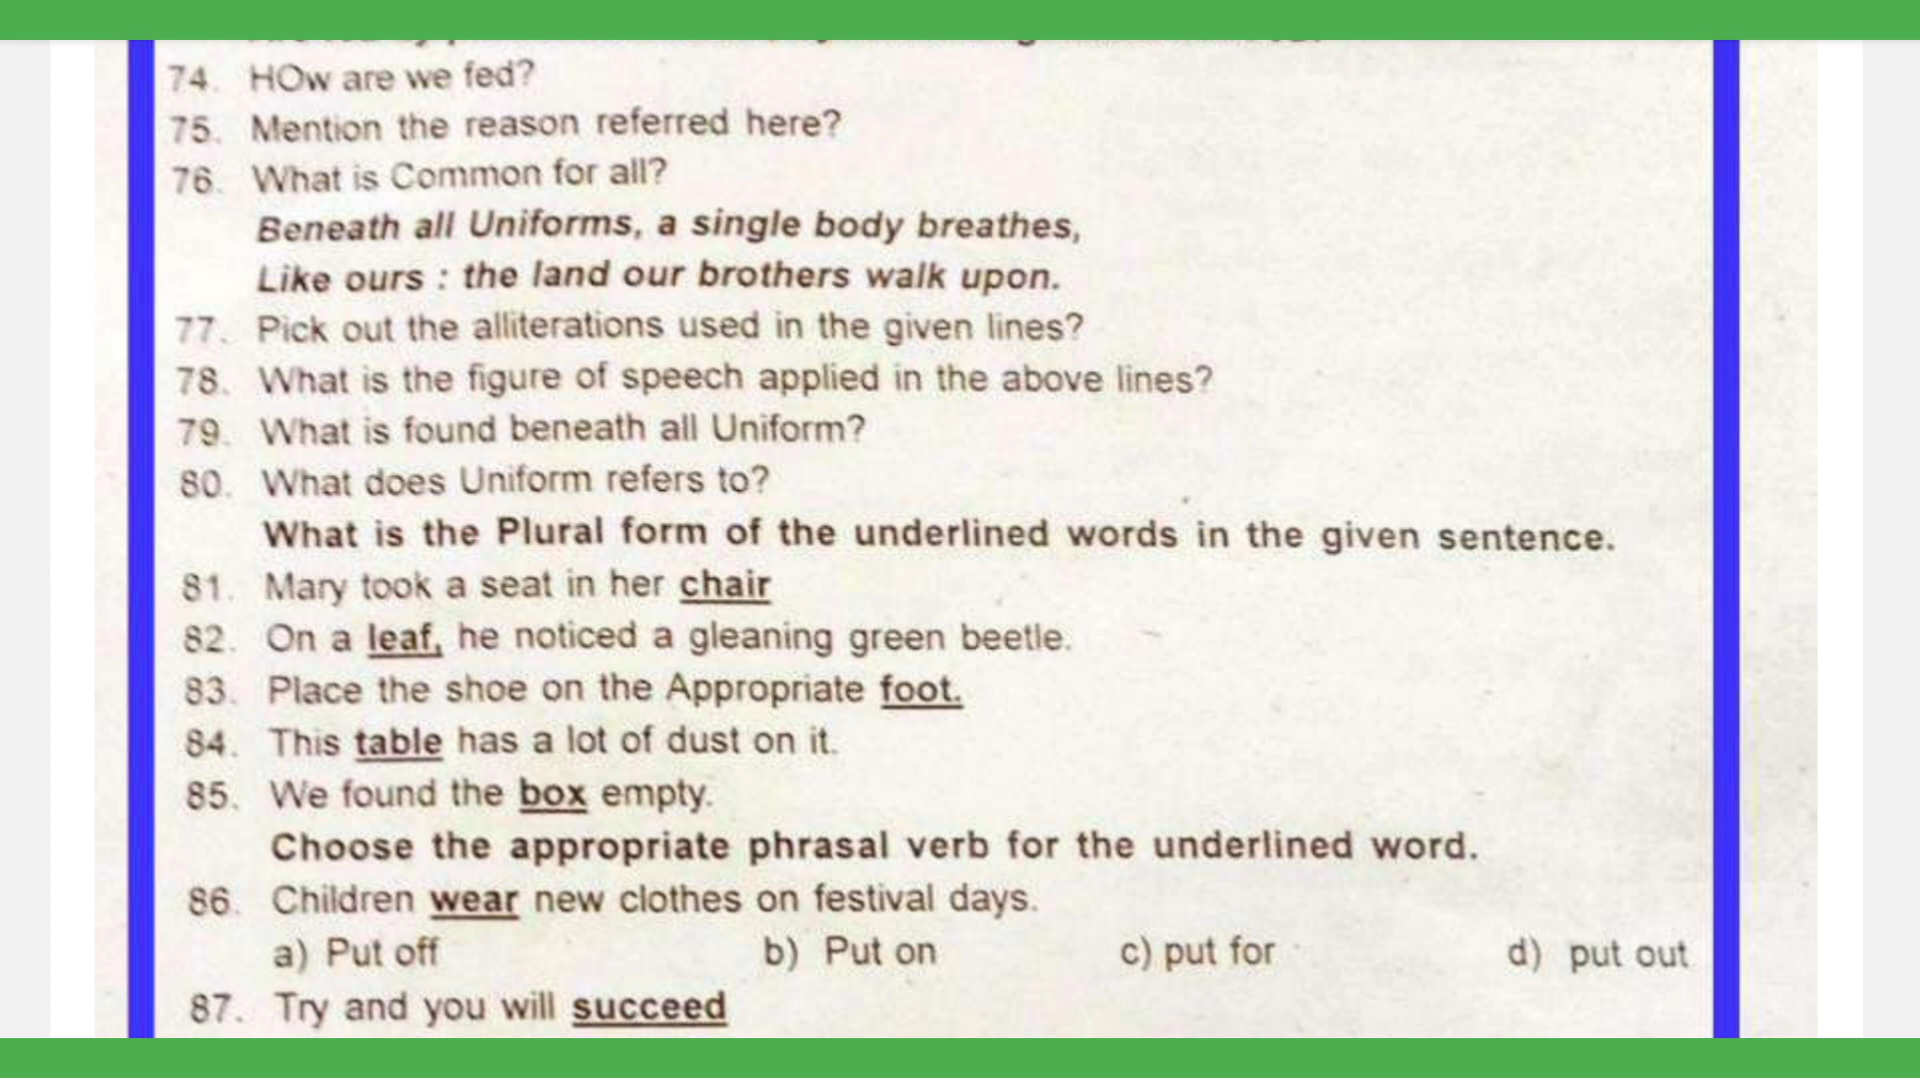 74. HOw are we fed?
75. Mention the reason referred here?
76. What is Common for all?
Beneath all Uniforms, a single body breathes,
Like ours : the land our brothers walk upon.
77. Pick out the alliterations used in the given lines?
78. What is the figure of speech applied in the above lines?
79. What is found beneath all Uniform?
80. What does Uniform refers to?
What is the Plural form of the underlined words in the given sentence.
81. Mary took a seat in her chair
82. On a leaf, he noticed a gleaning green beetle.
83. Place the shoe on the Appropriate foot.
84. This table has a lot of dust on it.
85. We found the box empty.
Choose the appropriate phrasal verb for the underlined word.
86. Children wear new clothes on festival days.
a) Put off b) Put on c) put for d) put out
87. Try and you will succeed